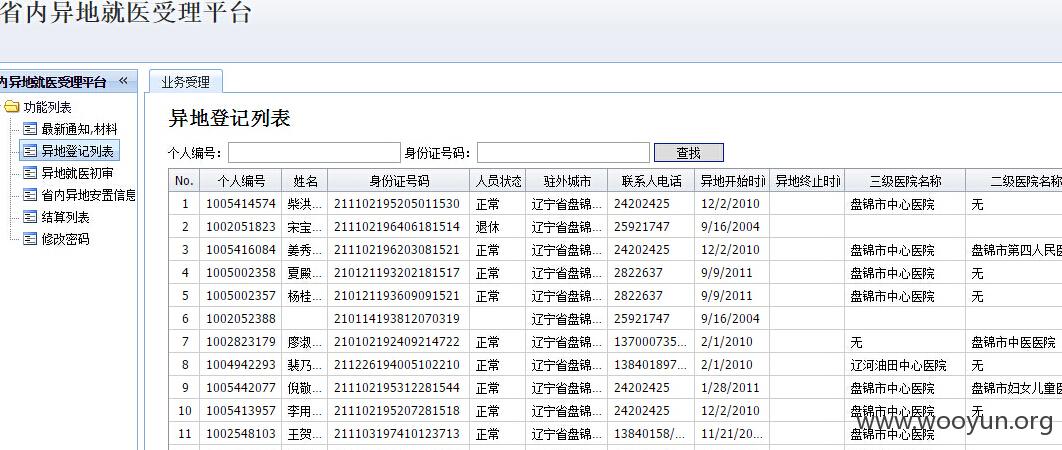 省内异地就医受理平台
内异地就医受理平台 «
业务受理
功能列表
最新通知,材料
异地登记列表
异地就医初审
省内异地安置信息
结算列表
修改密码
异地登记列表
个人编号: 身份证号码: 查找
No. 个人编号 姓名 身份证号码 人员状态 驻外城市 联系人电话 异地开始时间 异地终止时间 三级医院名称 二级医院名称
1 1005414574 柴洪... 211102195205011530 正常 辽宁省盘锦... 24202425 12/2/2010 盘锦市中心医院 无
2 1002051823 宋宝... 211102196406181514 退休 辽宁省盘锦... 25921747 9/16/2004
3 1005416084 姜秀... 211102196203081521 正常 辽宁省盘锦... 24202425 12/2/2010 盘锦市中心医院 盘锦市第四人民医
4 1005002358 夏殿... 210121193202181517 正常 辽宁省盘锦... 2822637 9/9/2011 盘锦市中心医院 无
5 1005002357 杨桂... 210121193609091521 正常 辽宁省盘锦... 2822637 9/9/2011 盘锦市中心医院 无
6 1002052388 210114193812070319 辽宁省盘锦... 25921747 9/16/2004
7 1002823179 廖淑... 210102192409214722 正常 辽宁省盘锦... 137000735... 2/1/2010 无 盘锦市中医医院
8 1004942293 裴乃... 211226194005102210 正常 辽宁省盘锦... 138401897... 2/1/2010 辽河油田中心医院 无
9 1005442077 倪敬... 211102195312281544 正常 辽宁省盘锦... 24202425 1/28/2011 盘锦市中心医院 盘锦市妇女儿童医
10 1005413957 李用... 211102195207281518 正常 辽宁省盘锦... 24202425 12/2/2010 盘锦市中心医院 无
11 1002548103 王贺... 211103197410123713 正常 辽宁省盘锦... 13840158/... 11/21/20... 盘锦市中心医院
www.wooyun.org